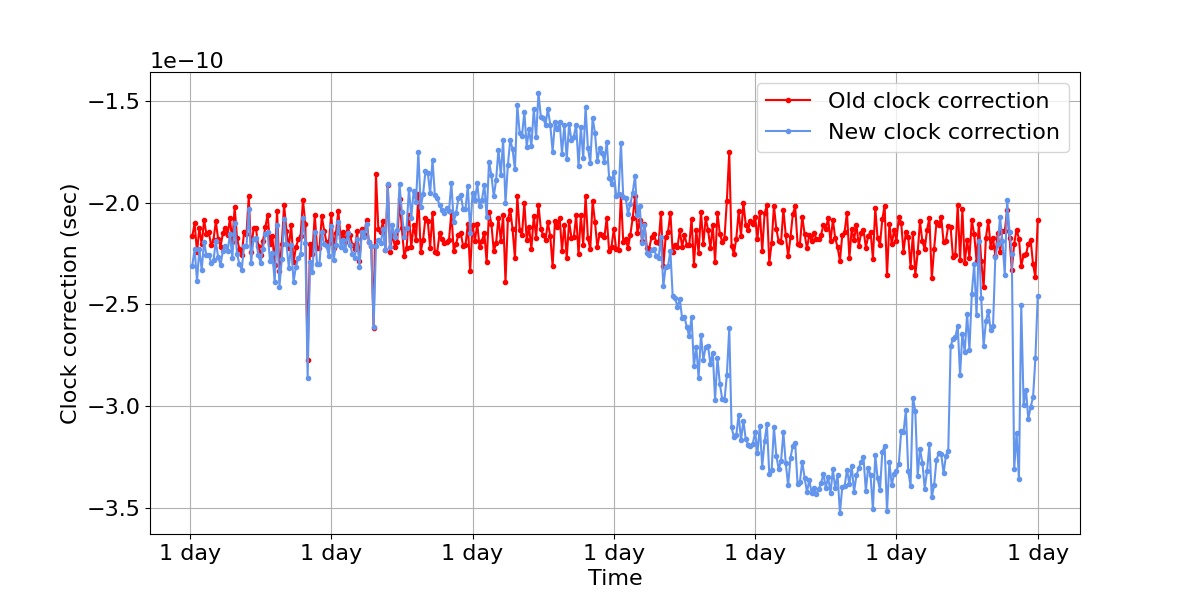 1e−10
−1.5
−2.0
−2.5
−3.0
−3.5
Clock correction (sec)
Old clock correction
New clock correction
1 day 1 day 1 day 1 day 1 day 1 day 1 day
Time